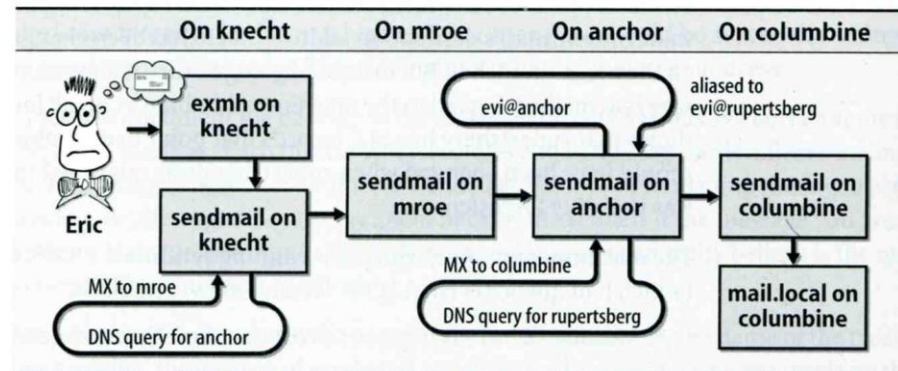 On knecht
On mroe
On anchor
On columbine
exmh on
knecht
evi@anchor
aliased to
evi@rupertsberg
Eric
sendmail on
knecht
sendmail on
mroe
sendmail on
anchor
sendmail on
columbine
MX to mroe
DNS query for anchor
MX to columbine
DNS query for rupertsberg
mail.local on
columbine